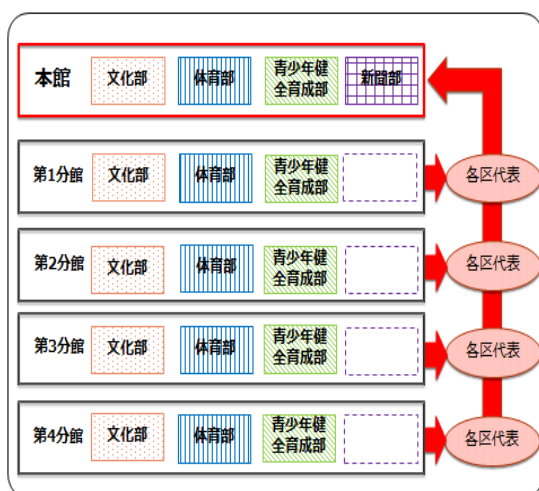 本館 文化部 体育部 青少年健全育成部 新聞部
第1分館 文化部 体育部 青少年健全育成部 各区代表
第2分館 文化部 体育部 青少年健全育成部 各区代表
第3分館 文化部 体育部 青少年健全育成部 各区代表
第4分館 文化部 体育部 青少年健全育成部 各区代表